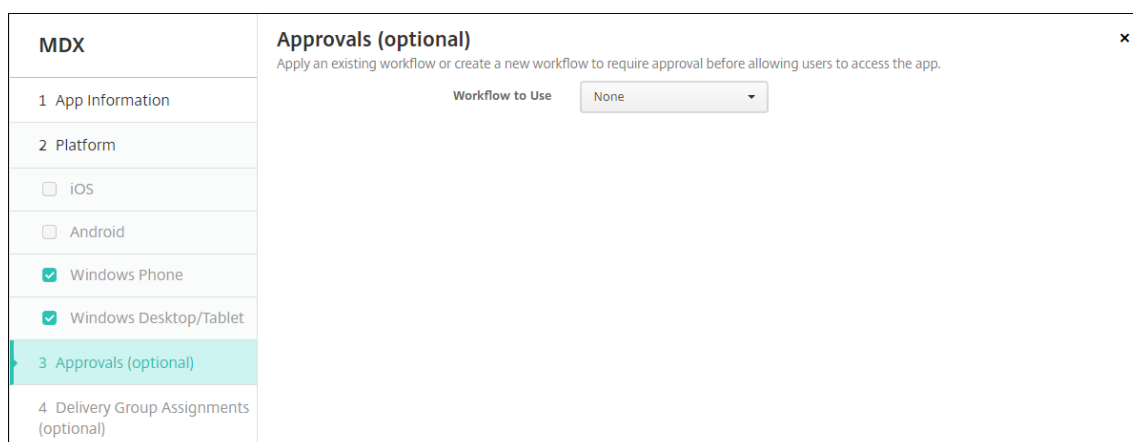 MDX
1 App Information
2 Platform
iOS
Android
Windows Phone
Windows Desktop/Tablet
3 Approvals (optional)
4 Delivery Group Assignments
(optional)
Approvals (optional)
Apply an existing workflow or create a new workflow to require approval before allowing users to access the app.
Workflow to Use
None